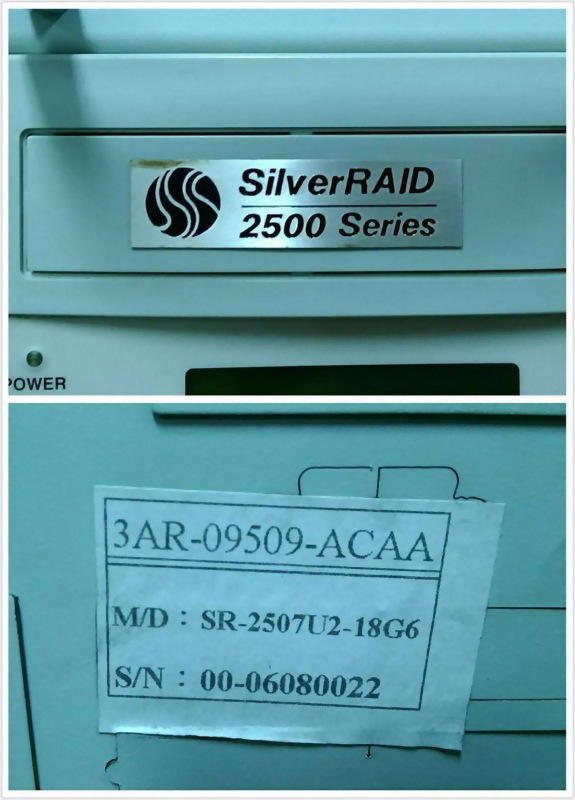 SilverRAID
2500 Series
POWER
3AR-09509-ACAA
M/D : SR-2507U2-18G6
S/N : 00-06080022